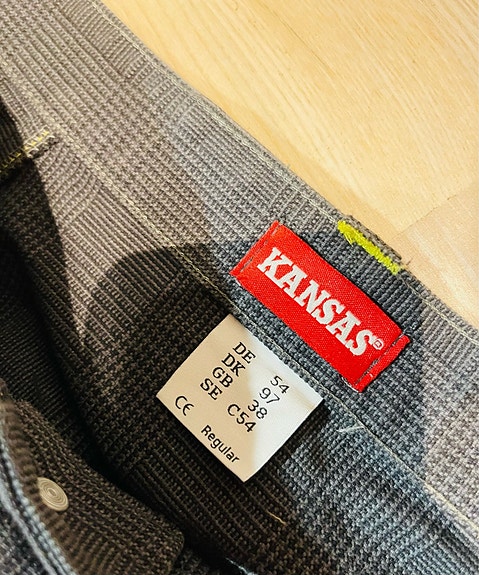 KANSAS®
DE 54
DK 97
GB 38
SE C54
CE Regular